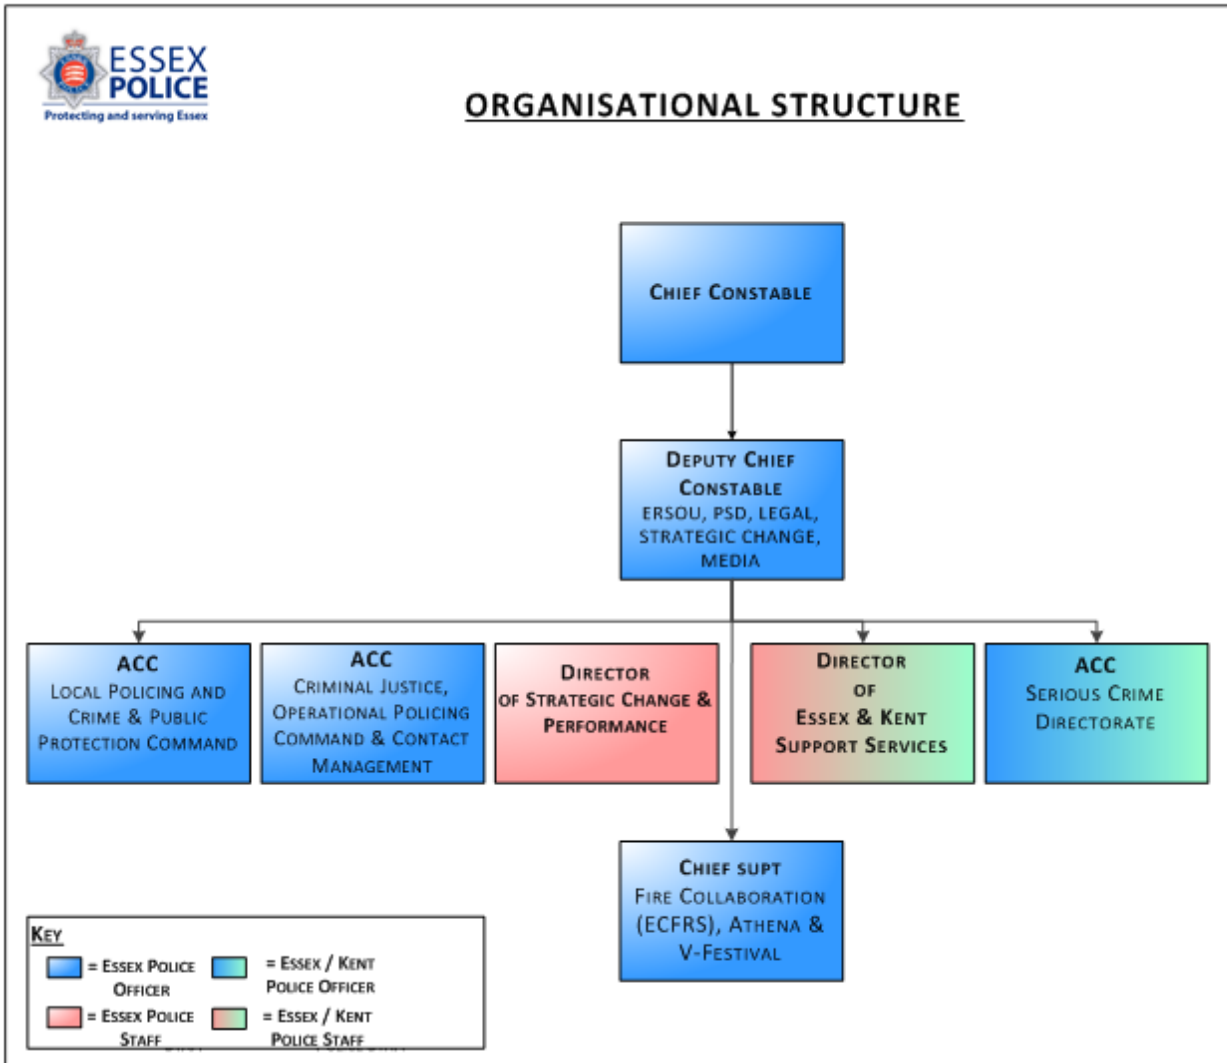 ESSEX
POLICE
Protecting and serving Essex
ORGANISATIONAL STRUCTURE
CHIEF CONSTABLE
DEPUTY CHIEF
CONSTABLE
ERSOU, PSD, LEGAL,
STRATEGIC CHANGE,
MEDIA
ACC
LOCAL POLICING AND
CRIME & PUBLIC
PROTECTION COMMAND
ACC
CRIMINAL JUSTICE,
OPERATIONAL POLICING
COMMAND & CONTACT
MANAGEMENT
DIRECTOR
OF STRATEGIC CHANGE &
PERFORMANCE
DIRECTOR
OF
ESSEX & KENT
SUPPORT SERVICES
ACC
SERIOUS CRIME
DIRECTORATE
CHIEF SUPT
FIRE COLLABORATION
(ECFRS), ATHENA &
V-FESTIVAL
KEY
= ESSEX POLICE
OFFICER
= ESSEX / KENT
POLICE OFFICER
= ESSEX POLICE
STAFF
= ESSEX / KENT
POLICE STAFF